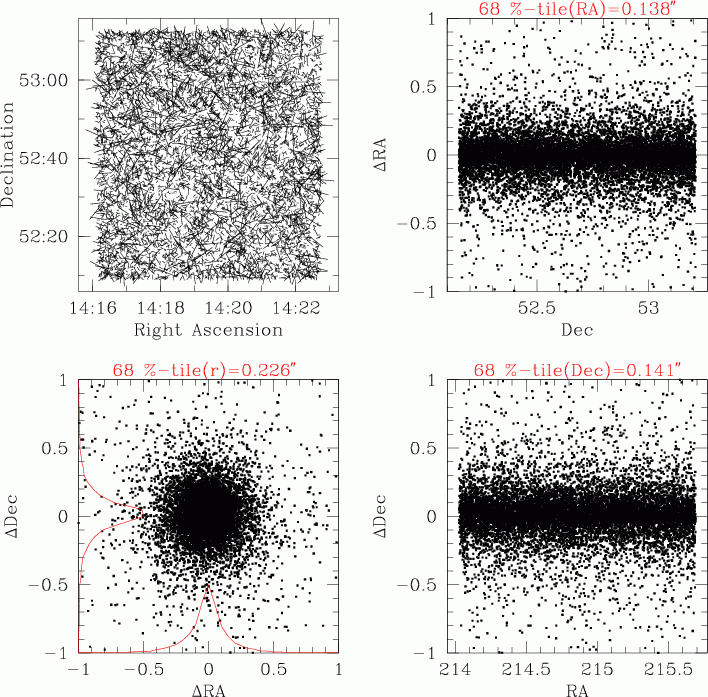 53:00
52:40
52:20
Declination
14:16 14:18 14:20 14:22
Right Ascension
68 %-tile(RA)=0.138″
1
0.5
0
−0.5
−1
ΔRA
52.5 53
Dec
68 %-tile(r)=0.226″
1
0.5
0
−0.5
−1
ΔDec
−1 −0.5 0 0.5 1
ΔRA
68 %-tile(Dec)=0.141″
1
0.5
0
−0.5
−1
ΔDec
214 214.5 215 215.5
RA